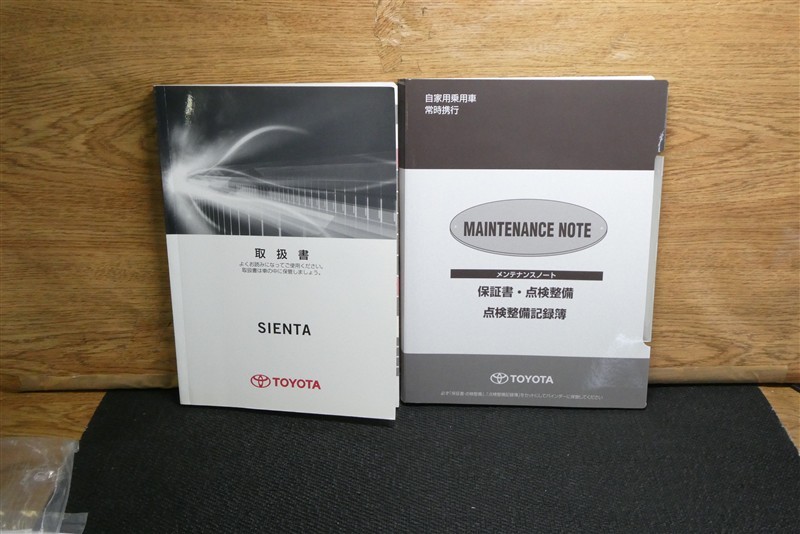 取扱書
よくお読みになってご使用ください。
取扱書は車の中に保管しましょう。
SIENTA
TOYOTA
自家用乗用車
常時携行
MAINTENANCE NOTE
メンテナンスノート
保証書・点検整備
点検整備記録簿
TOYOTA